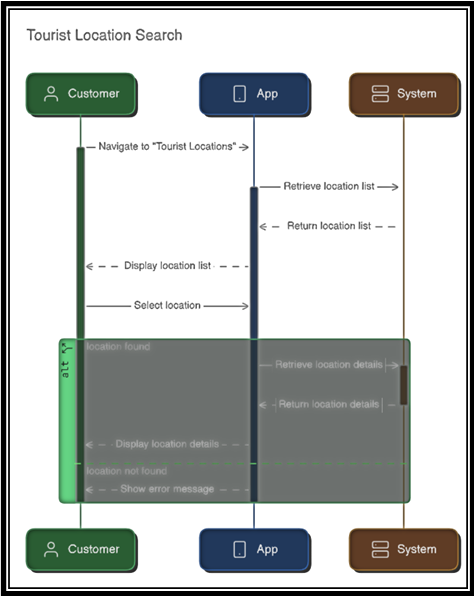 Tourist Location Search
Customer
App
System
Navigate to "Tourist Locations"
Retrieve location list
Return location list
Display location list
Select location
alt
location found
Retrieve location details
Return location details
Display location details
location not found
Show error message
Customer
App
System